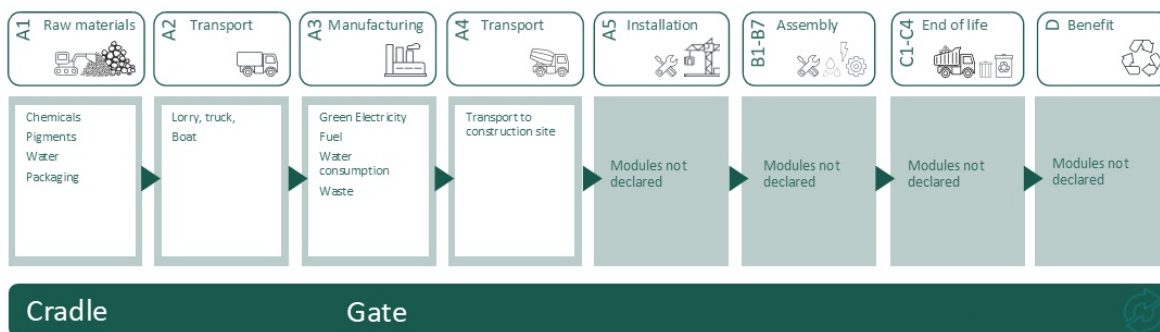 A1 Raw materials
A2 Transport
A3 Manufacturing
A4 Transport
A5 Installation
B1-B7 Assembly
C1-C4 End of life
D Benefit
Chemicals
Pigments
Water
Packaging
Lorry, truck,
Boat
Green Electricity
Fuel
Water
consumption
Waste
Transport to
construction site
Modules not
declared
Modules not
declared
Modules not
declared
Modules not
declared
Cradle
Gate